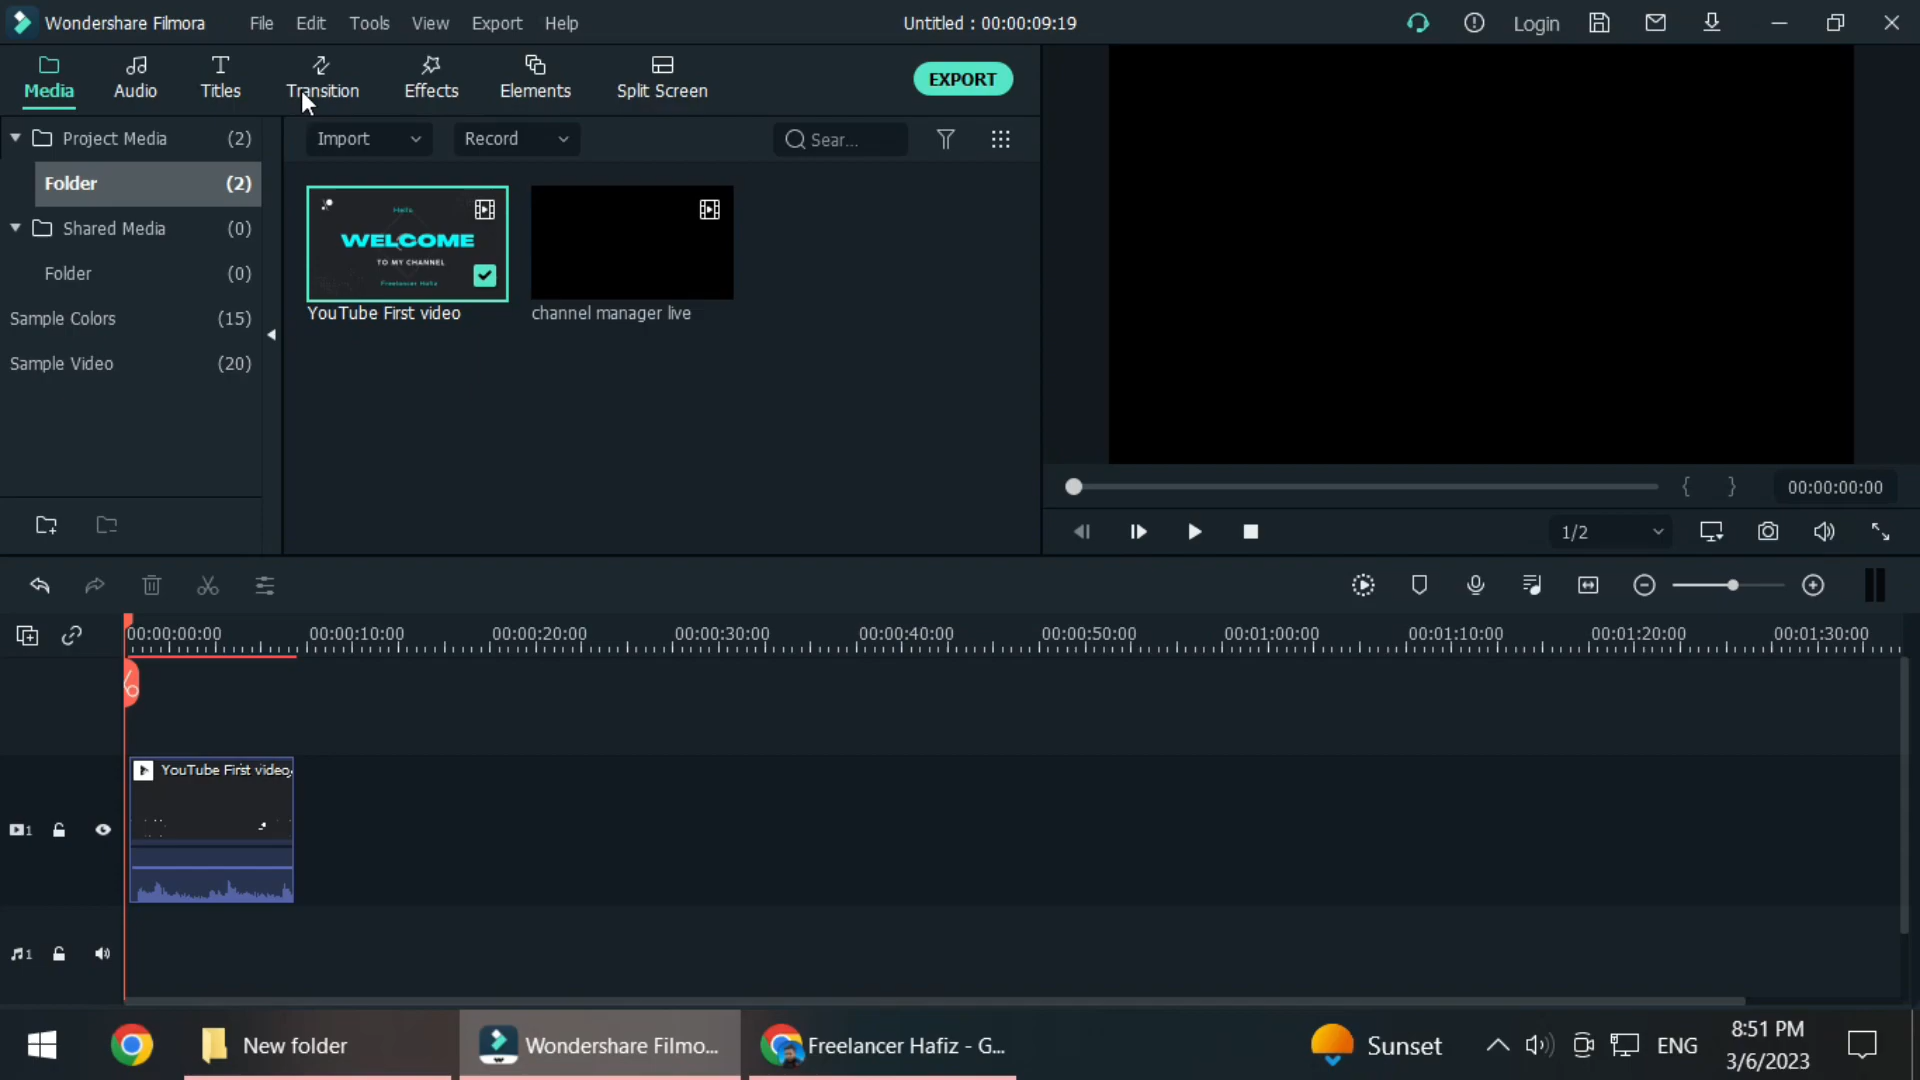 Wondershare Filmora File Edit Tools View Export Help Untitled : 00:00:09:19 Login
Media Audio Titles Transition Effects Elements Split Screen EXPORT
Project Media (2)
Folder (2)
Shared Media (0)
Folder (0)
Sample Colors (15)
Sample Video (20)
Import Record Sear...
Hello
WELCOME
TO MY CHANNEL
Freelancer Hafiz
YouTube First video channel manager live
{ } 00:00:00:00
1/2
00:00:00:00 00:00:10:00 00:00:20:00 00:00:30:00 00:00:40:00 00:00:50:00 00:01:00:00 00:01:10:00 00:01:20:00 00:01:30:00
YouTube First video
1
1
New folder Wondershare Filmo... Freelancer Hafiz - G... Sunset ENG 8:51 PM
3/6/2023